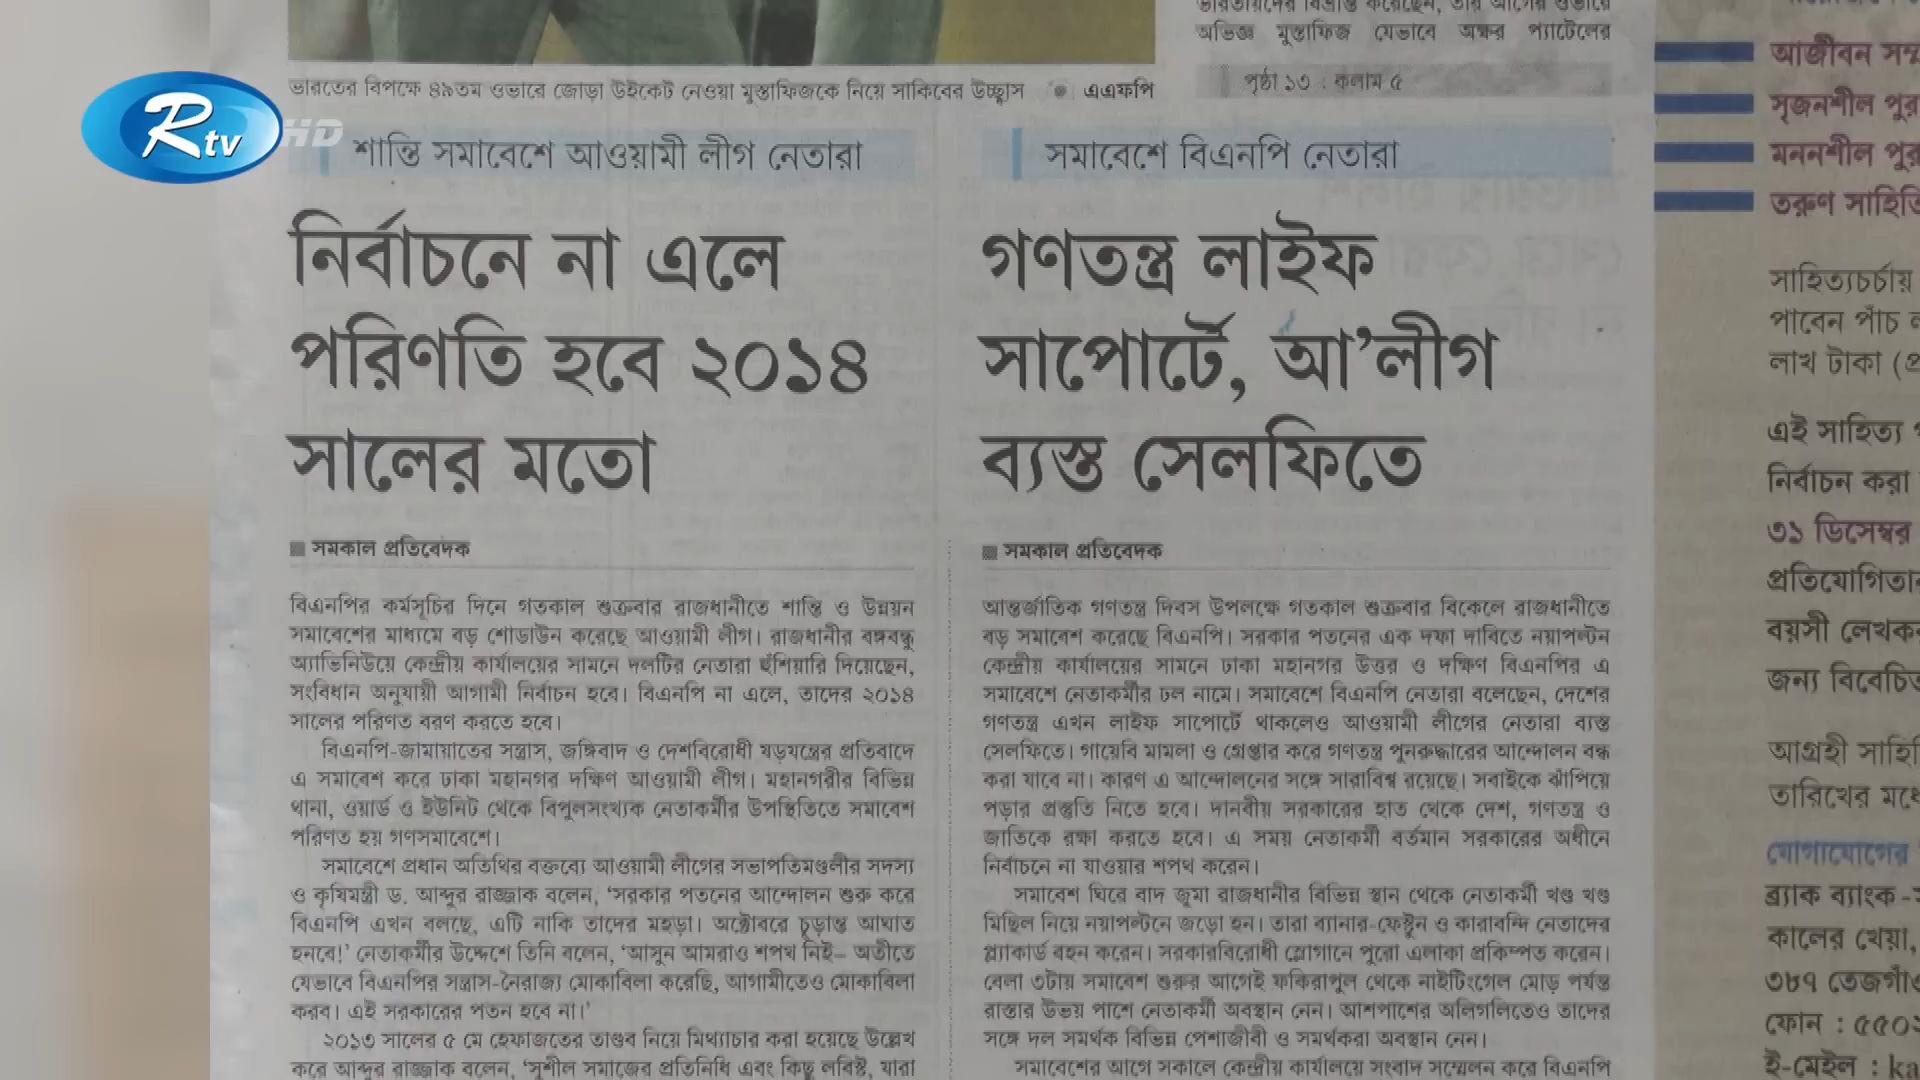 ভারতীয়দের বিভ্রান্ত করেছেন, তার আগের ওভারে
অভিজ্ঞ মুস্তাফিজ যেভাবে অক্ষর প্যাটেলের
পৃষ্ঠা ১৩ : কলাম ৫
ভারতের বিপক্ষে ৪৯তম ওভারে জোড়া উইকেট নেওয়া মুস্তাফিজকে নিয়ে সাকিবের উচ্ছ্বাস
এএফপি
Rtv HD
শান্তি সমাবেশে আওয়ামী লীগ নেতারা
নির্বাচনে না এলে
পরিণতি হবে ২০১৪
সালের মতো
সমকাল প্রতিবেদক
বিএনপির কর্মসূচির দিনে গতকাল শুক্রবার রাজধানীতে শান্তি ও উন্নয়ন
সমাবেশের মাধ্যমে বড় শোডাউন করেছে আওয়ামী লীগ। রাজধানীর বঙ্গবন্ধু
অ্যাভিনিউয়ে কেন্দ্রীয় কার্যালয়ের সামনে দলটির নেতারা হুঁশিয়ারি দিয়েছেন,
সংবিধান অনুযায়ী আগামী নির্বাচন হবে। বিএনপি না এলে, তাদের ২০১৪
সালের পরিণত বরণ করতে হবে।
বিএনপি-জামায়াতের সন্ত্রাস, জঙ্গিবাদ ও দেশবিরোধী ষড়যন্ত্রের প্রতিবাদে
এ সমাবেশ করে ঢাকা মহানগর দক্ষিণ আওয়ামী লীগ। মহানগরীর বিভিন্ন
থানা, ওয়ার্ড ও ইউনিট থেকে বিপুলসংখ্যক নেতাকর্মীর উপস্থিতিতে সমাবেশ
পরিণত হয় গণসমাবেশে।
সমাবেশে প্রধান অতিথির বক্তব্যে আওয়ামী লীগের সভাপতিমণ্ডলীর সদস্য
ও কৃষিমন্ত্রী ড. আব্দুর রাজ্জাক বলেন, ‘সরকার পতনের আন্দোলন শুরু করে
বিএনপি এখন বলছে, এটি নাকি তাদের মহড়া। অক্টোবরে চূড়ান্ত আঘাত
হনবে!’ নেতাকর্মীর উদ্দেশে তিনি বলেন, ‘আসুন আমরাও শপথ নিই– অতীতে
যেভাবে বিএনপির সন্ত্রাস-নৈরাজ্য মোকাবিলা করেছি, আগামীতেও মোকাবিলা
করব। এই সরকারের পতন হবে না।’
২০১৩ সালের ৫ মে হেফাজতের তাণ্ডব নিয়ে মিথ্যাচার করা হয়েছে উল্লেখ
করে আব্দুর রাজ্জাক বলেন, ‘সুশীল সমাজের প্রতিনিধি এবং কিছু লবিস্ট, যারা
সমাবেশে বিএনপি নেতারা
গণতন্ত্র লাইফ
সাপোর্টে, আ’লীগ
ব্যস্ত সেলফিতে
সমকাল প্রতিবেদক
আন্তর্জাতিক গণতন্ত্র দিবস উপলক্ষে গতকাল শুক্রবার বিকেলে রাজধানীতে
বড় সমাবেশ করেছে বিএনপি। সরকার পতনের এক দফা দাবিতে নয়াপল্টন
কেন্দ্রীয় কার্যালয়ের সামনে ঢাকা মহানগর উত্তর ও দক্ষিণ বিএনপির এ
সমাবেশে নেতাকর্মীর ঢল নামে। সমাবেশে বিএনপি নেতারা বলেছেন, দেশের
গণতন্ত্র এখন লাইফ সাপোর্টে থাকলেও আওয়ামী লীগের নেতারা ব্যস্ত
সেলফিতে। গায়েবি মামলা ও গ্রেপ্তার করে গণতন্ত্র পুনরুদ্ধারের আন্দোলন বন্ধ
করা যাবে না। কারণ এ আন্দোলনের সঙ্গে সারাবিশ্ব রয়েছে। সবাইকে ঝাঁপিয়ে
পড়ার প্রস্তুতি নিতে হবে। দানবীয় সরকারের হাত থেকে দেশ, গণতন্ত্র ও
জাতিকে রক্ষা করতে হবে। এ সময় নেতাকর্মী বর্তমান সরকারের অধীনে
নির্বাচনে না যাওয়ার শপথ করেন।
সমাবেশ ঘিরে বাদ জুমা রাজধানীর বিভিন্ন স্থান থেকে নেতাকর্মী খণ্ড খণ্ড
মিছিল নিয়ে নয়াপল্টনে জড়ো হন। তারা ব্যানার-ফেস্টুন ও কারাবন্দি নেতাদের
প্ল্যাকার্ড বহন করেন। সরকারবিরোধী স্লোগানে পুরো এলাকা প্রকিম্পত করেন।
বেলা ৩টায় সমাবেশ শুরুর আগেই ফকিরাপুল থেকে নাইটিংগেল মোড় পর্যন্ত
রাস্তার উভয় পাশে নেতাকর্মী অবস্থান নেন। আশপাশের অলিগলিতেও তাদের
সঙ্গে দল সমর্থক বিভিন্ন পেশাজীবী ও সমর্থকরা অবস্থান নেন।
সমাবেশের আগে সকালে কেন্দ্রীয় কার্যালয়ে সংবাদ সম্মেলন করে বিএনপি
আজীবন
সৃজনশীল
মননশীল
তরুণ
সাহিত্যচর্চায়
পাবেন পাঁচ
লাখ টাকা
এই সাহিত্য
নির্বাচন করা
৩১ ডিসেম্বর
বয়সী
জন্য
আগ্রহী
তারিখের
যোগাযোগের
ব্র্যাক ব্যাংক-
কালের খেয়া,
৩৮৭
ফোন :
ই-মেইল :